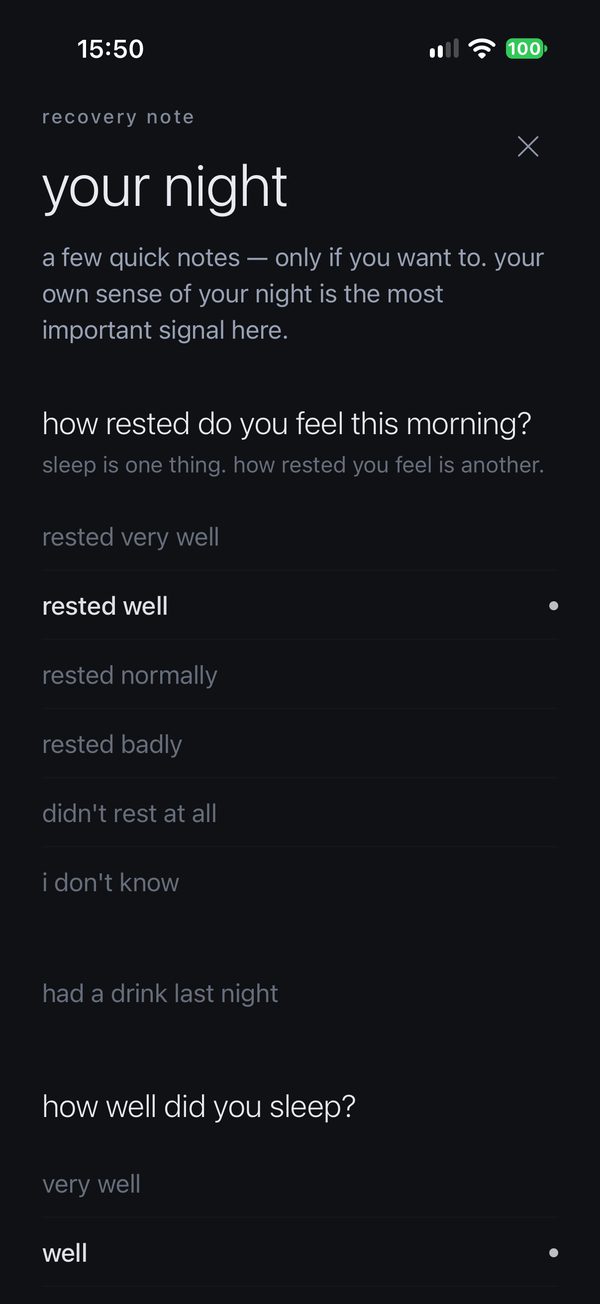 15:50
100
recovery note
your night
a few quick notes — only if you want to. your
own sense of your night is the most
important signal here.
how rested do you feel this morning?
sleep is one thing. how rested you feel is another.
rested very well
rested well
rested normally
rested badly
didn't rest at all
i don't know
had a drink last night
how well did you sleep?
very well
well